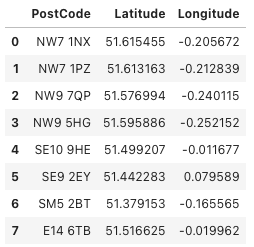 PostCode Latitude Longitude
0 NW7 1NX 51.615455 -0.205672
1 NW7 1PZ 51.613163 -0.212839
2 NW9 7QP 51.576994 -0.240115
3 NW9 5HG 51.595886 -0.252152
4 SE10 9HE 51.499207 -0.011677
5 SE9 2EY 51.442283 0.079589
6 SM5 2BT 51.379153 -0.165565
7 E14 6TB 51.516625 -0.019962